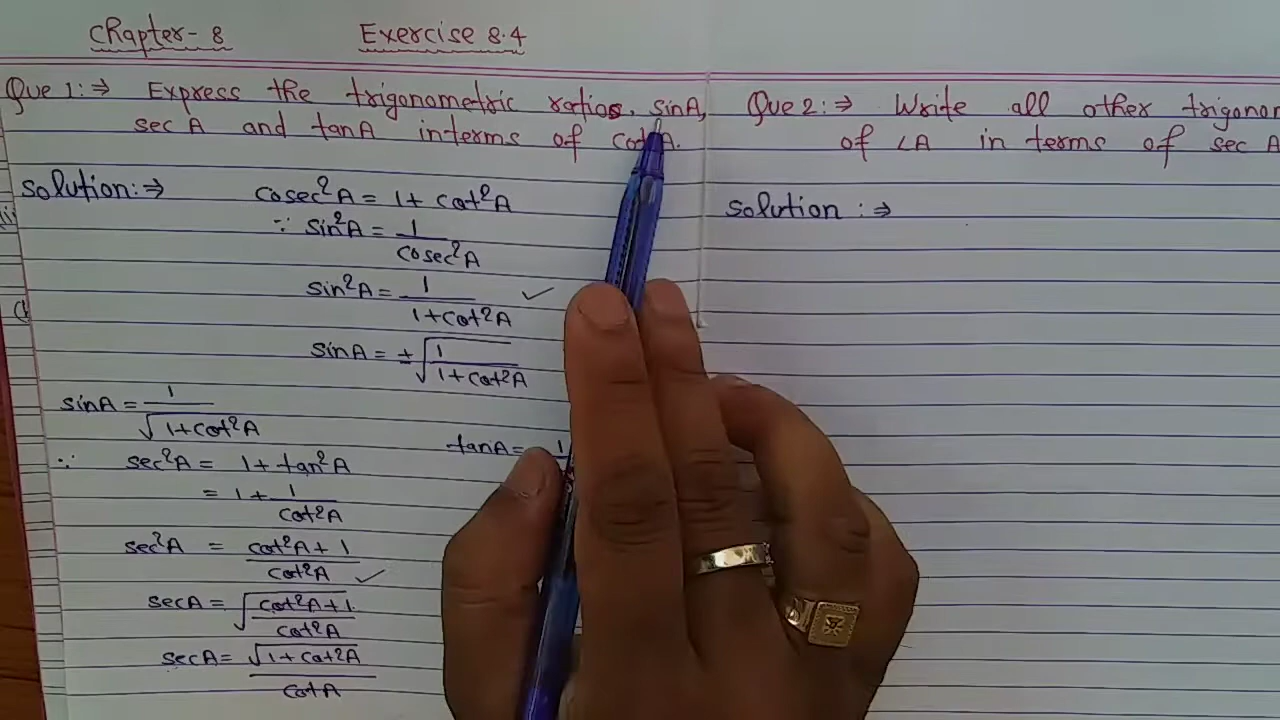 Chapter- 8 Exercise 8.4
Que 1:⇒ Express the trigonometric ratios. sinA,
sec A and tanA interms of cotA.
Solution:⇒ cosec²A = 1 + cot²A
∵ sin²A = 1/cosec²A
sin²A = 1/1+cot²A ✓
sinA = ±√1/1+cot²A
sinA = 1/√1+cot²A
tanA = 1
∵ sec²A = 1 + tan²A
= 1 + 1/cot²A
sec²A = cot²A + 1/cot²A ✓
secA = √cot²A+1/cot²A
secA = √1+cot²A/cotA
Que 2:⇒ Write all other trigono
of ∠A in terms of sec A
Solution :⇒